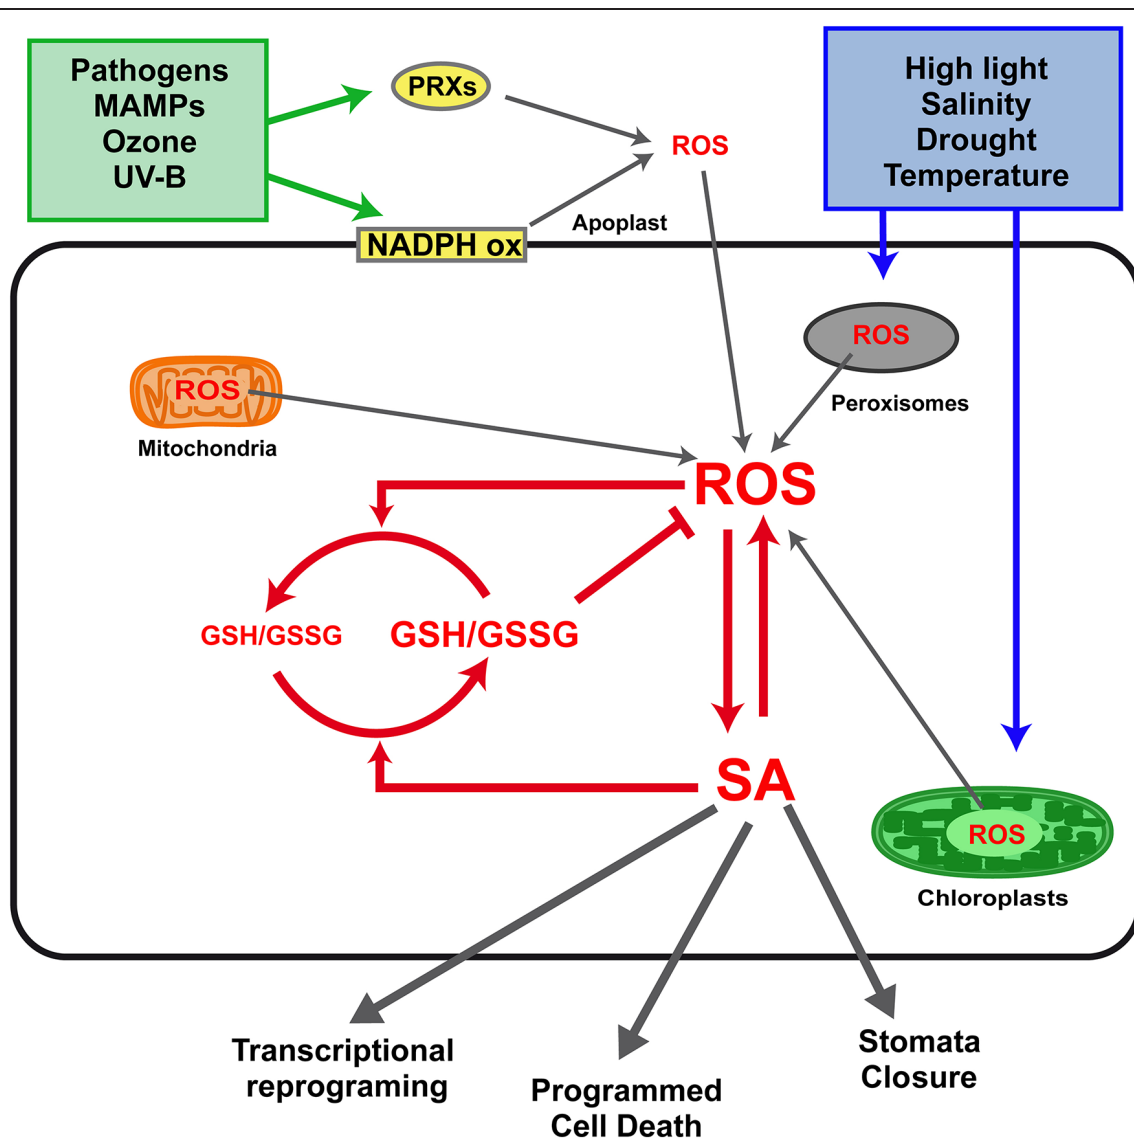 Pathogens
MAMPs
Ozone
UV-B
PRXs
ROS
High light
Salinity
Drought
Temperature
Apoplast
NADPH ox
ROS
Peroxisomes
ROS
Mitochondria
ROS
GSH/GSSG
GSH/GSSG
SA
ROS
Chloroplasts
Transcriptional
reprograming
Programmed
Cell Death
Stomata
Closure